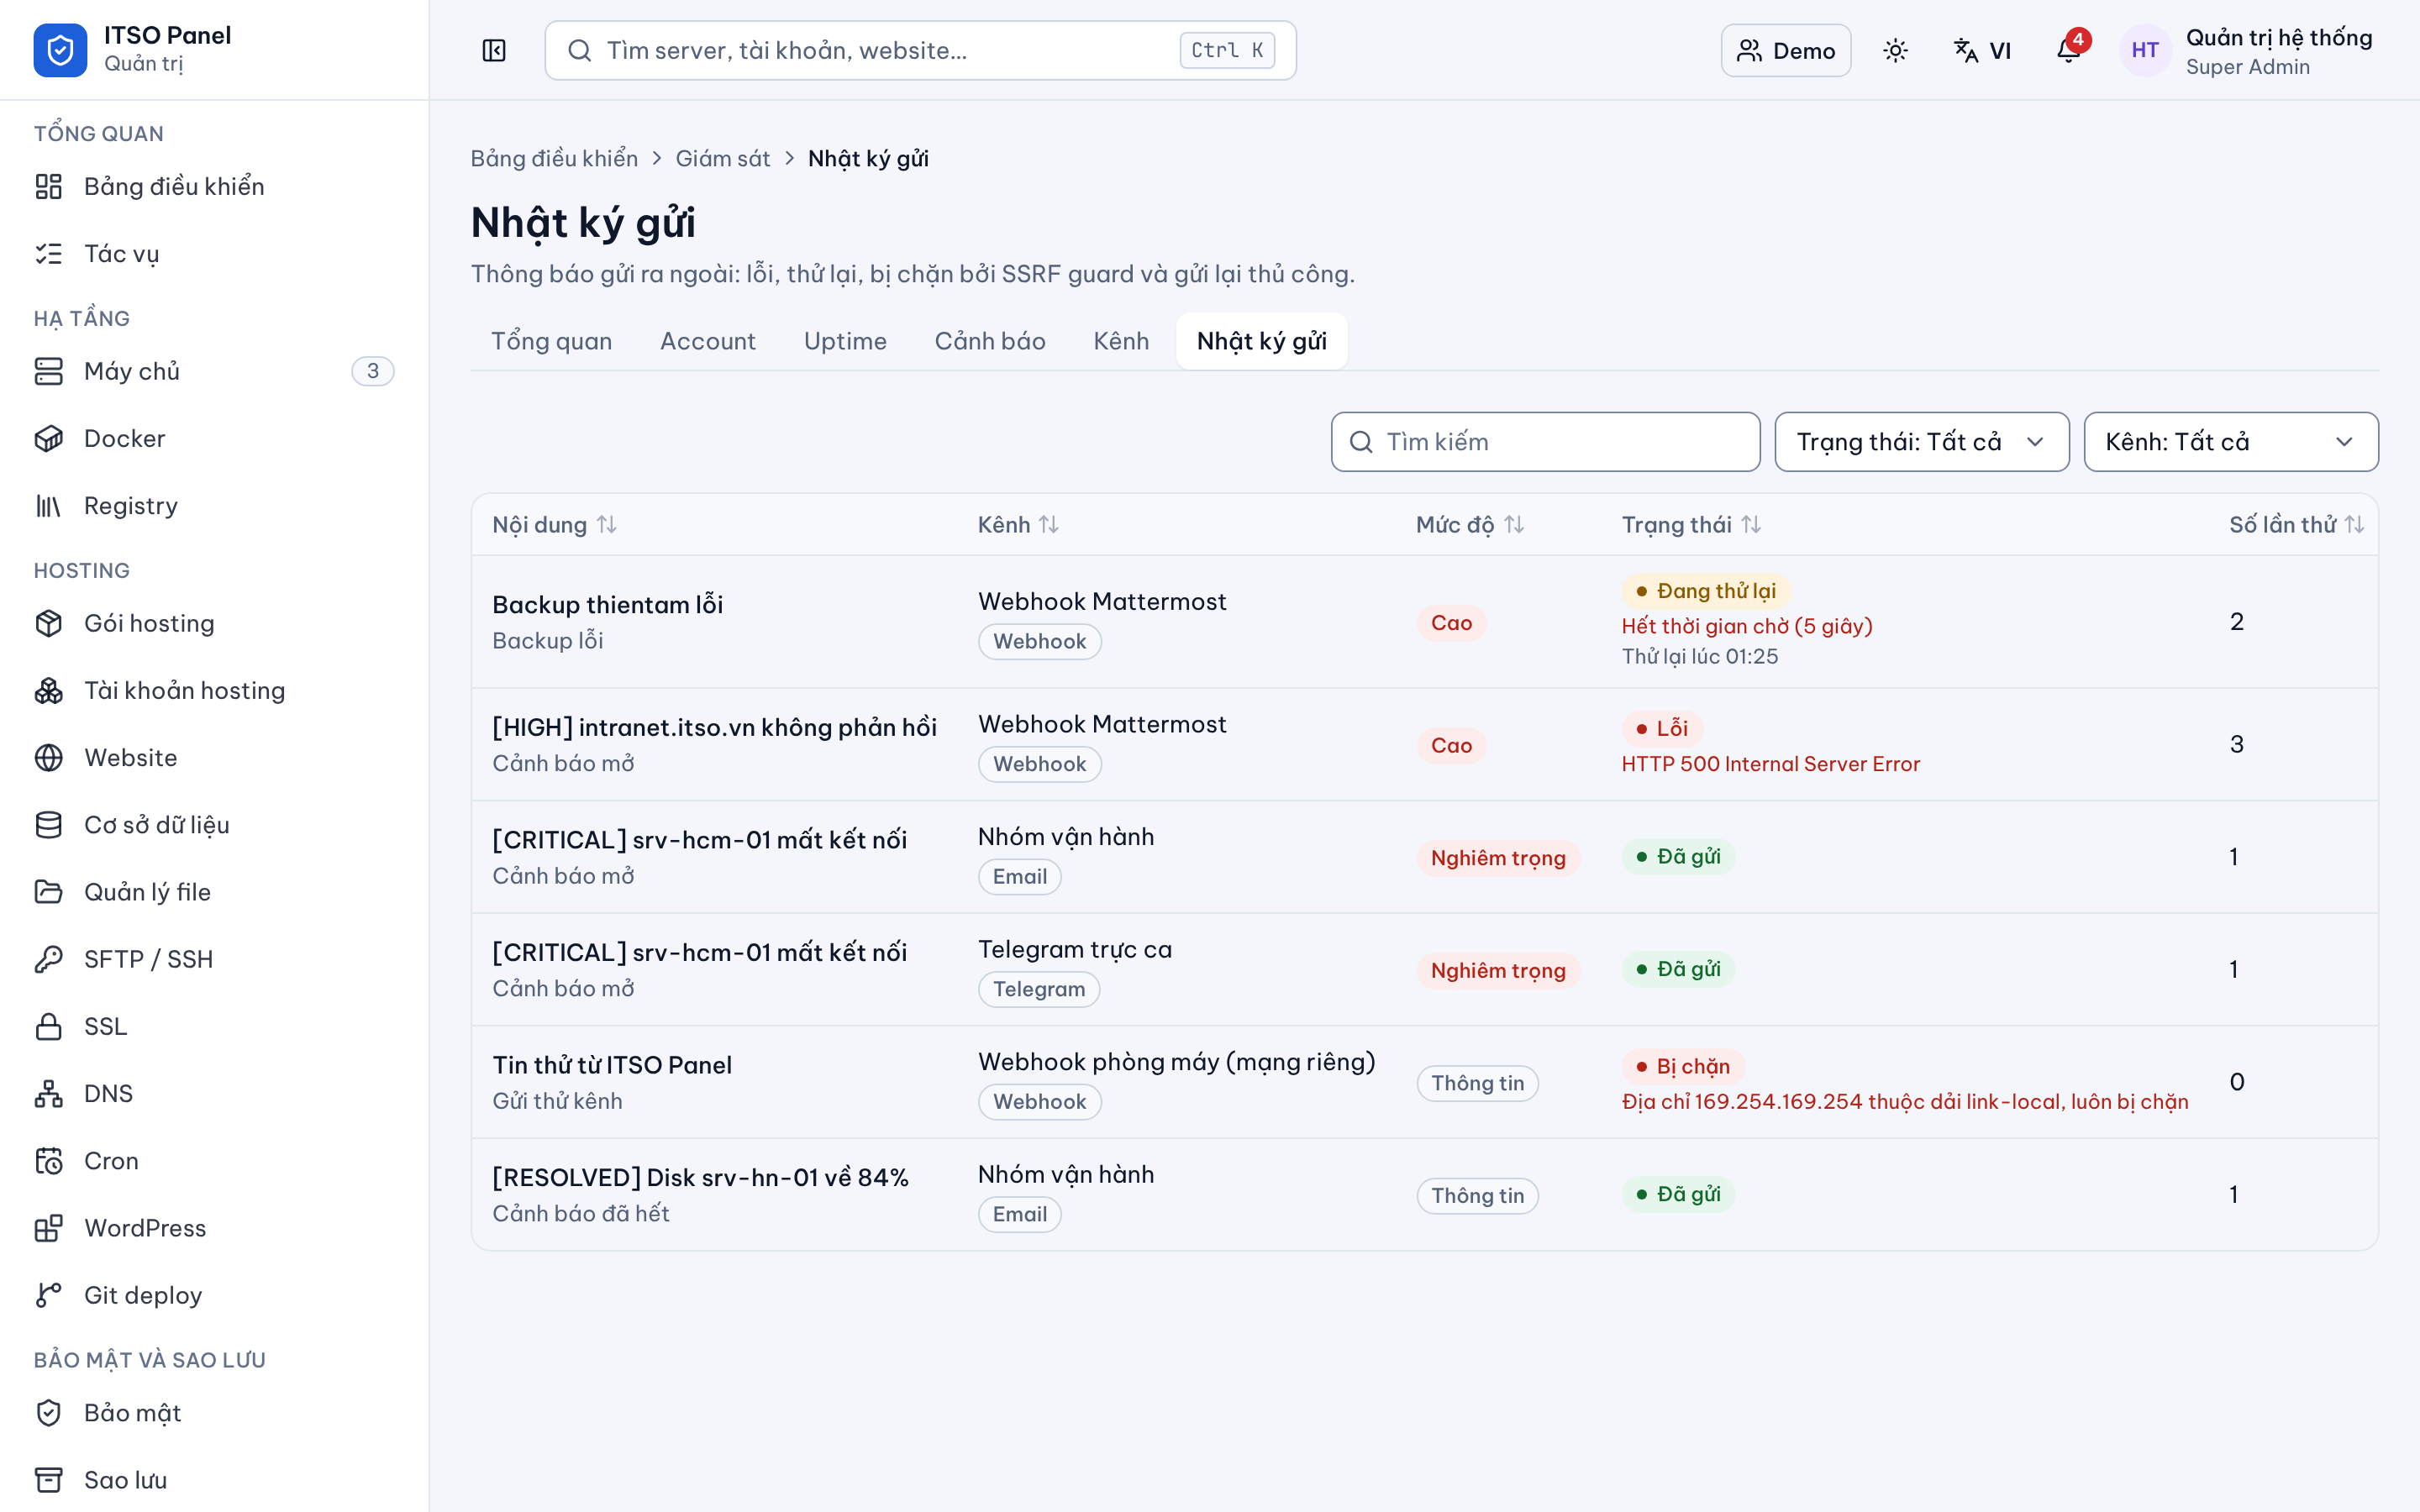 ITSO Panel
Quản trị
Tìm server, tài khoản, website...
Ctrl K
Demo
VI
4
HT
Quản trị hệ thống
Super Admin
TỔNG QUAN
Bảng điều khiển
Tác vụ
HẠ TẦNG
Máy chủ
3
Docker
Registry
HOSTING
Gói hosting
Tài khoản hosting
Website
Cơ sở dữ liệu
Quản lý file
SFTP / SSH
SSL
DNS
Cron
WordPress
Git deploy
BẢO MẬT VÀ SAO LƯU
Bảo mật
Sao lưu
Bảng điều khiển > Giám sát > Nhật ký gửi
Nhật ký gửi
Thông báo gửi ra ngoài: lỗi, thử lại, bị chặn bởi SSRF guard và gửi lại thủ công.
Tổng quan Account Uptime Cảnh báo Kênh Nhật ký gửi
Tìm kiếm
Trạng thái: Tất cả
Kênh: Tất cả
Nội dung Kênh Mức độ Trạng thái Số lần thử
Backup thientam lỗi
Backup lỗi
Webhook Mattermost
Webhook
Cao
Đang thử lại
Hết thời gian chờ (5 giây)
Thử lại lúc 01:25
2
[HIGH] intranet.itso.vn không phản hồi
Cảnh báo mở
Webhook Mattermost
Webhook
Cao
Lỗi
HTTP 500 Internal Server Error
3
[CRITICAL] srv-hcm-01 mất kết nối
Cảnh báo mở
Nhóm vận hành
Email
Nghiêm trọng
Đã gửi
1
[CRITICAL] srv-hcm-01 mất kết nối
Cảnh báo mở
Telegram trực ca
Telegram
Nghiêm trọng
Đã gửi
1
Tin thử từ ITSO Panel
Gửi thử kênh
Webhook phòng máy (mạng riêng)
Webhook
Thông tin
Bị chặn
Địa chỉ 169.254.169.254 thuộc dải link-local, luôn bị chặn
0
[RESOLVED] Disk srv-hn-01 về 84%
Cảnh báo đã hết
Nhóm vận hành
Email
Thông tin
Đã gửi
1